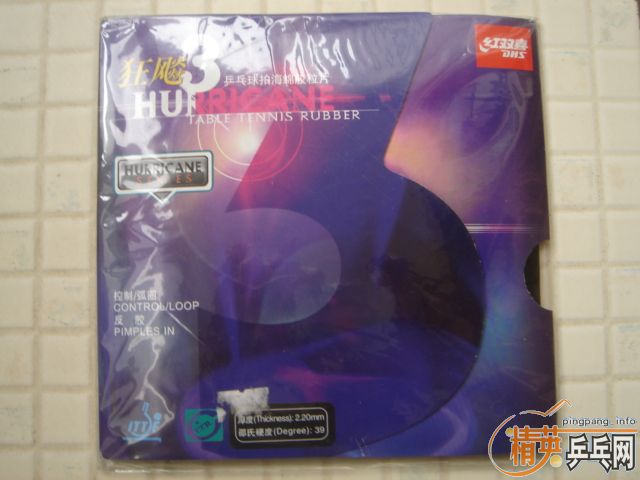 红双喜
DHS
狂飚3
乒乓球拍海绵胶粒片
HURRICANE
TABLE TENNIS RUBBER
HURRICANE
SERIES
控制/弧圈
CONTROL/LOOP
反胶
PIMPLES IN
ITTF
厚度(Thickness): 2.20mm
邵氏硬度(Degree): 39
pingpang_info
精英乒乓网